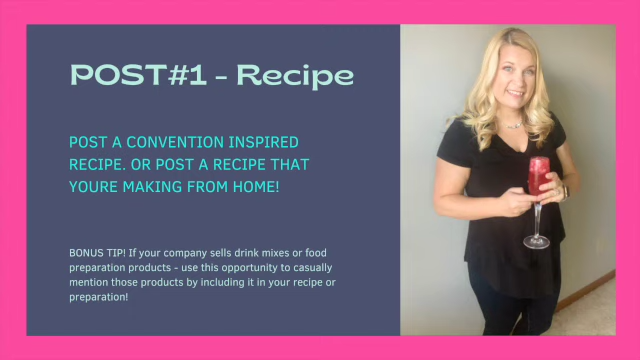 POST#1 - Recipe
POST A CONVENTION INSPIRED
RECIPE. OR POST A RECIPE THAT
YOURE MAKING FROM HOME!
BONUS TIP! If your company sells drink mixes or food
preparation products - use this opportunity to casually
mention those products by including it in your recipe or
preparation!